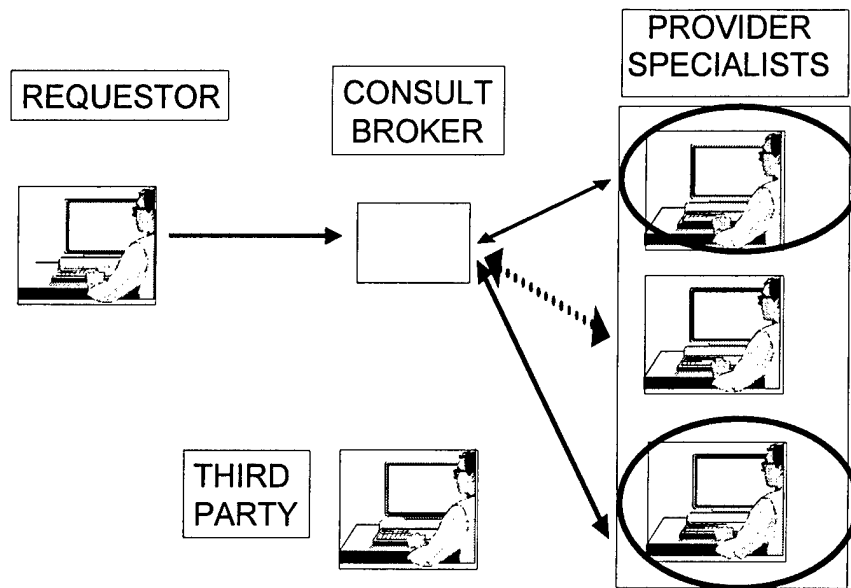 REQUESTOR
CONSULT
BROKER
PROVIDER
SPECIALISTS
THIRD
PARTY